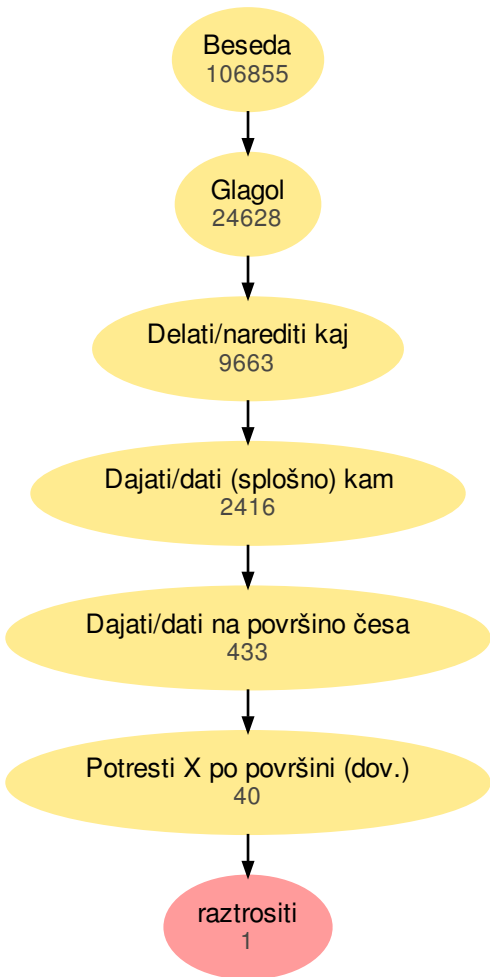 Beseda
106855
Glagol
24628
Delati/narediti kaj
9663
Dajati/dati (splošno) kam
2416
Dajati/dati na površino česa
433
Potresti X po površini (dov.)
40
raztrositi
1